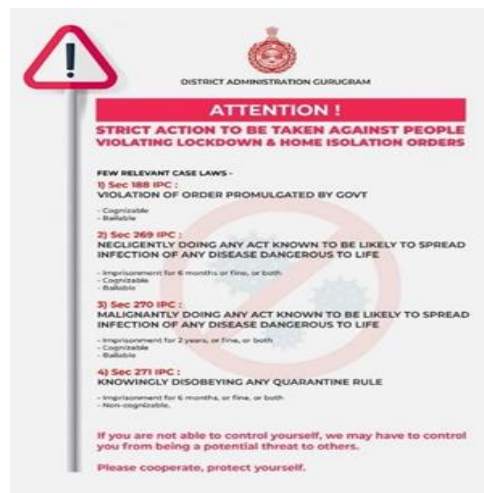 !
DISTRICT ADMINISTRATION GURUGRAM
ATTENTION !
STRICT ACTION TO BE TAKEN AGAINST PEOPLE
VIOLATING LOCKDOWN & HOME ISOLATION ORDERS
FEW RELEVANT CASE LAWS -
1) Sec 188 IPC :
VIOLATION OF ORDER PROMULGATED BY GOVT
- Cognizable
- Bailable
2) Sec 269 IPC :
NEGLIGENTLY DOING ANY ACT KNOWN TO BE LIKELY TO SPREAD
INFECTION OF ANY DISEASE DANGEROUS TO LIFE
- Imprisonment for 6 months or fine, or both
- Cognizable
- Bailable
3) Sec 270 IPC :
MALIGNANTLY DOING ANY ACT KNOWN TO BE LIKELY TO SPREAD
INFECTION OF ANY DISEASE DANGEROUS TO LIFE
- Imprisonment for 2 years, or fine, or both
- Cognizable
- Bailable
4) Sec 271 IPC :
KNOWINGLY DISOBEYING ANY QUARANTINE RULE
- Imprisonment for 6 months, or fine, or both
- Non-cognizable.
If you are not able to control yourself, we may have to control
you from being a potential threat to others.
Please cooperate, protect yourself.